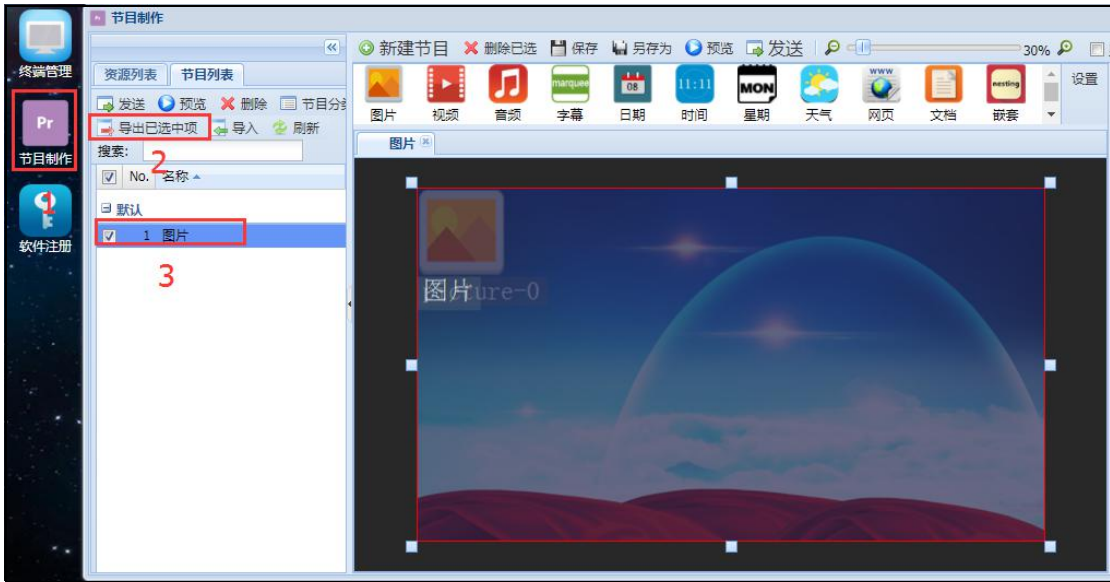 终端管理
Pr
节目制作
1
软件注册
节目制作
资源列表 节目列表
发送 预览 删除 节目分
导出已选中项 导入 刷新
搜索:
2
No. 名称
默认
1 图片
3
新建节目 删除已选 保存 另存为 预览 发送 30%
marquee 08 11:11 MON WWW nesting
图片 视频 音频 字幕 日期 时间 星期 天气 网页 文档 嵌套 设置
图片
图片 ture-0